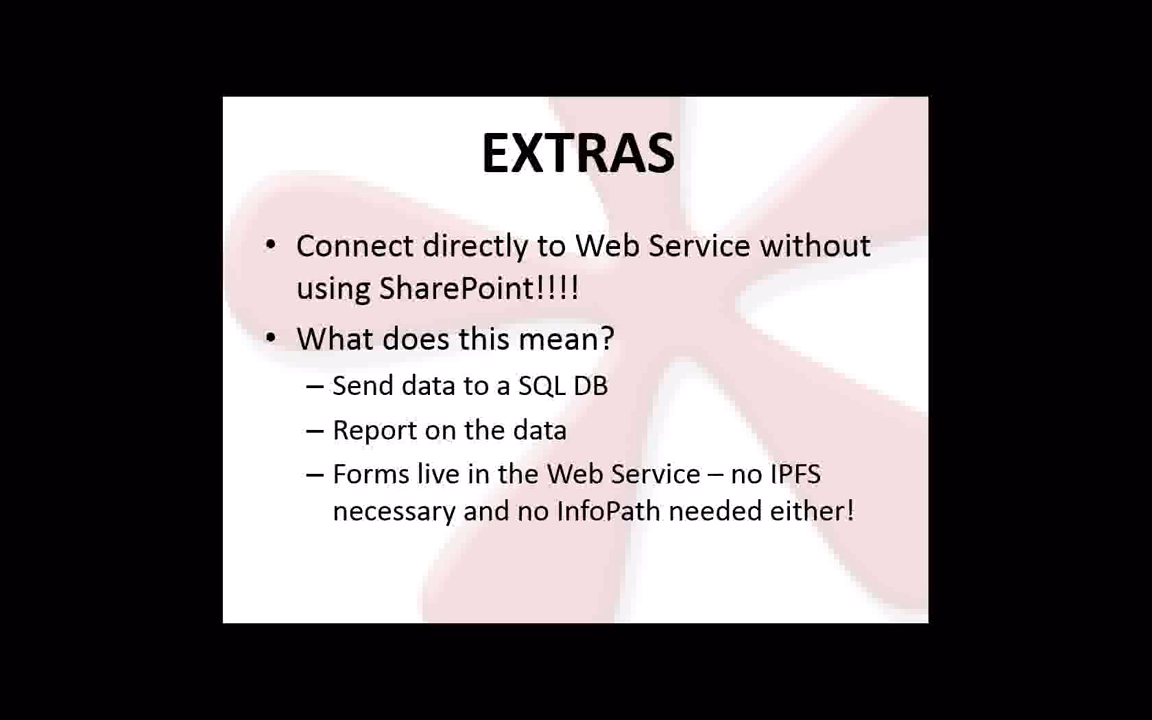 EXTRAS
• Connect directly to Web Service without
using SharePoint!!!!
• What does this mean?
– Send data to a SQL DB
– Report on the data
– Forms live in the Web Service – no IPFS
necessary and no InfoPath needed either!